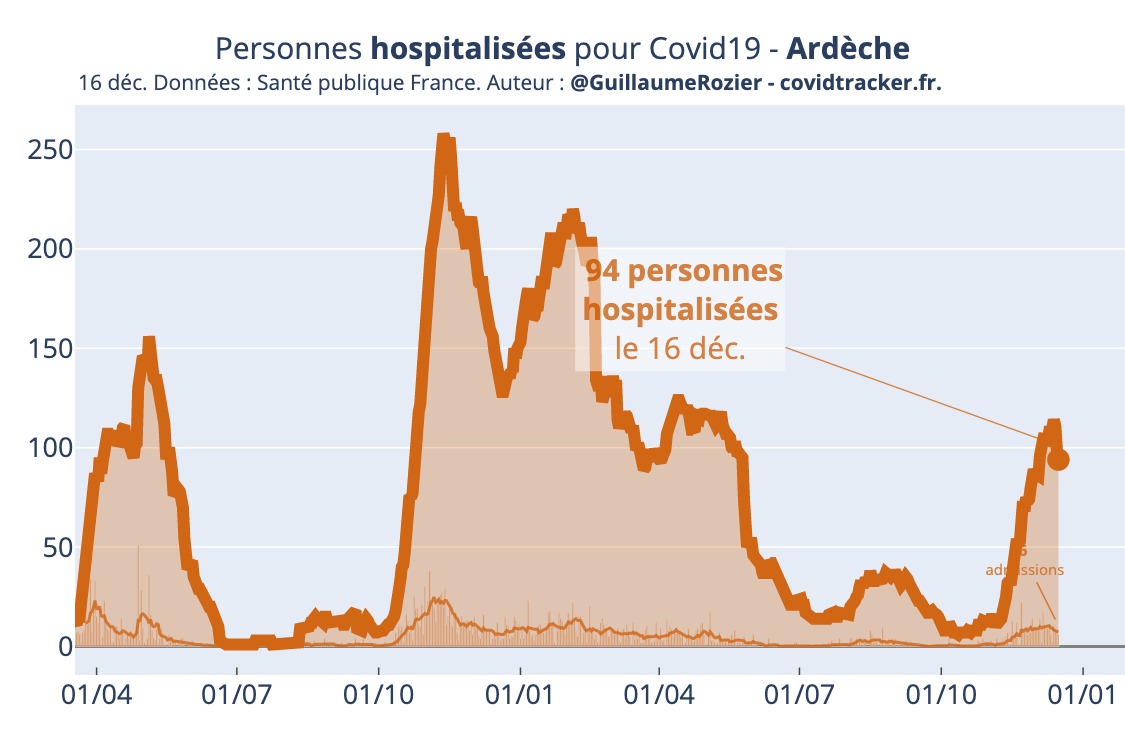 Personnes hospitalisées pour Covid19 - Ardèche
16 déc. Données : Santé publique France. Auteur : @GuillaumeRozier - covidtracker.fr.
250
200
150
100
50
0
94 personnes
hospitalisées
le 16 déc.
admissions
01/04
01/07
01/10
01/01
01/04
01/07
01/10
01/01